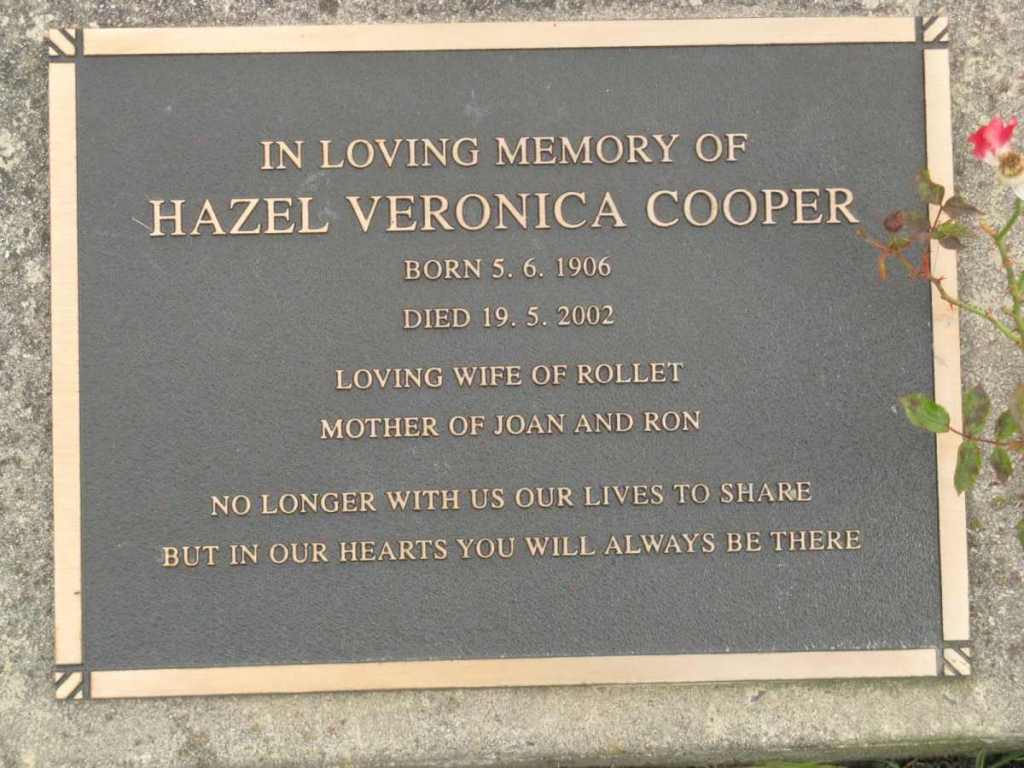 IN LOVING MEMORY OF
HAZEL VERONICA COOPER
BORN 5. 6. 1906
DIED 19. 5. 2002
LOVING WIFE OF ROLLET
MOTHER OF JOAN AND RON
NO LONGER WITH US OUR LIVES TO SHARE
BUT IN OUR HEARTS YOU WILL ALWAYS BE THERE